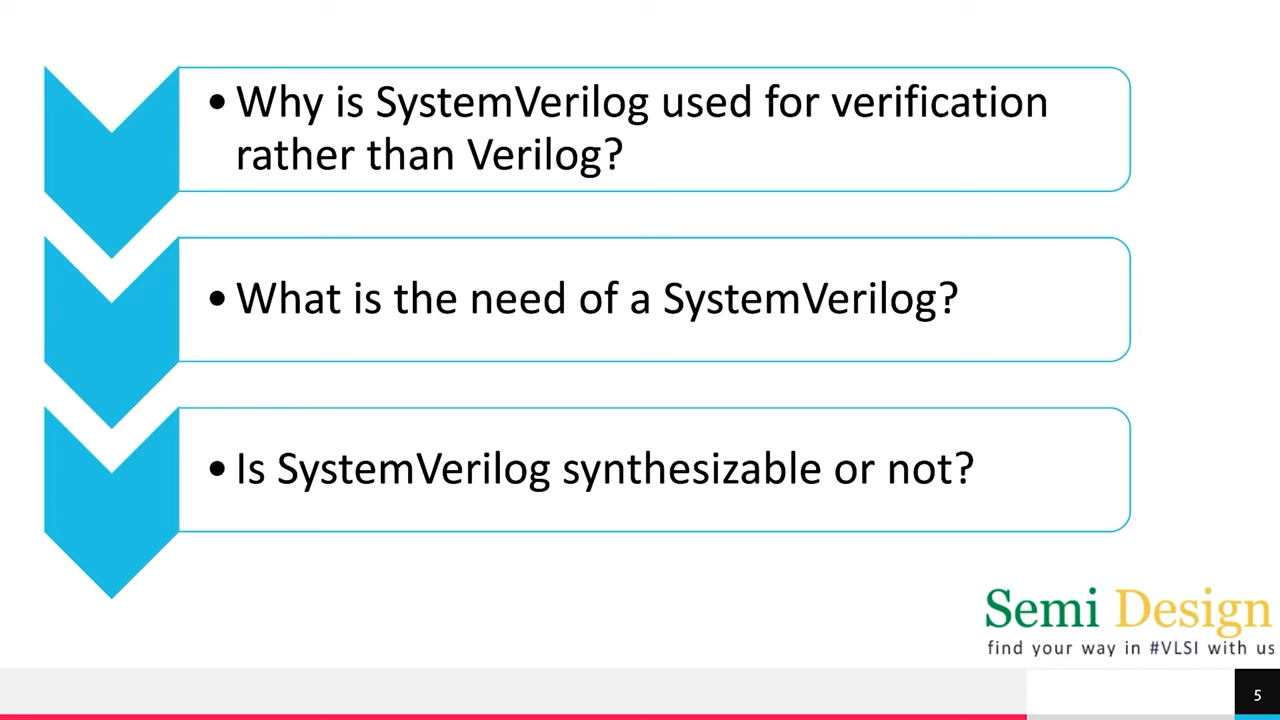 • Why is SystemVerilog used for verification
rather than Verilog?
• What is the need of a SystemVerilog?
• Is SystemVerilog synthesizable or not?
Semi Design
find your way in #VLSI with us
5